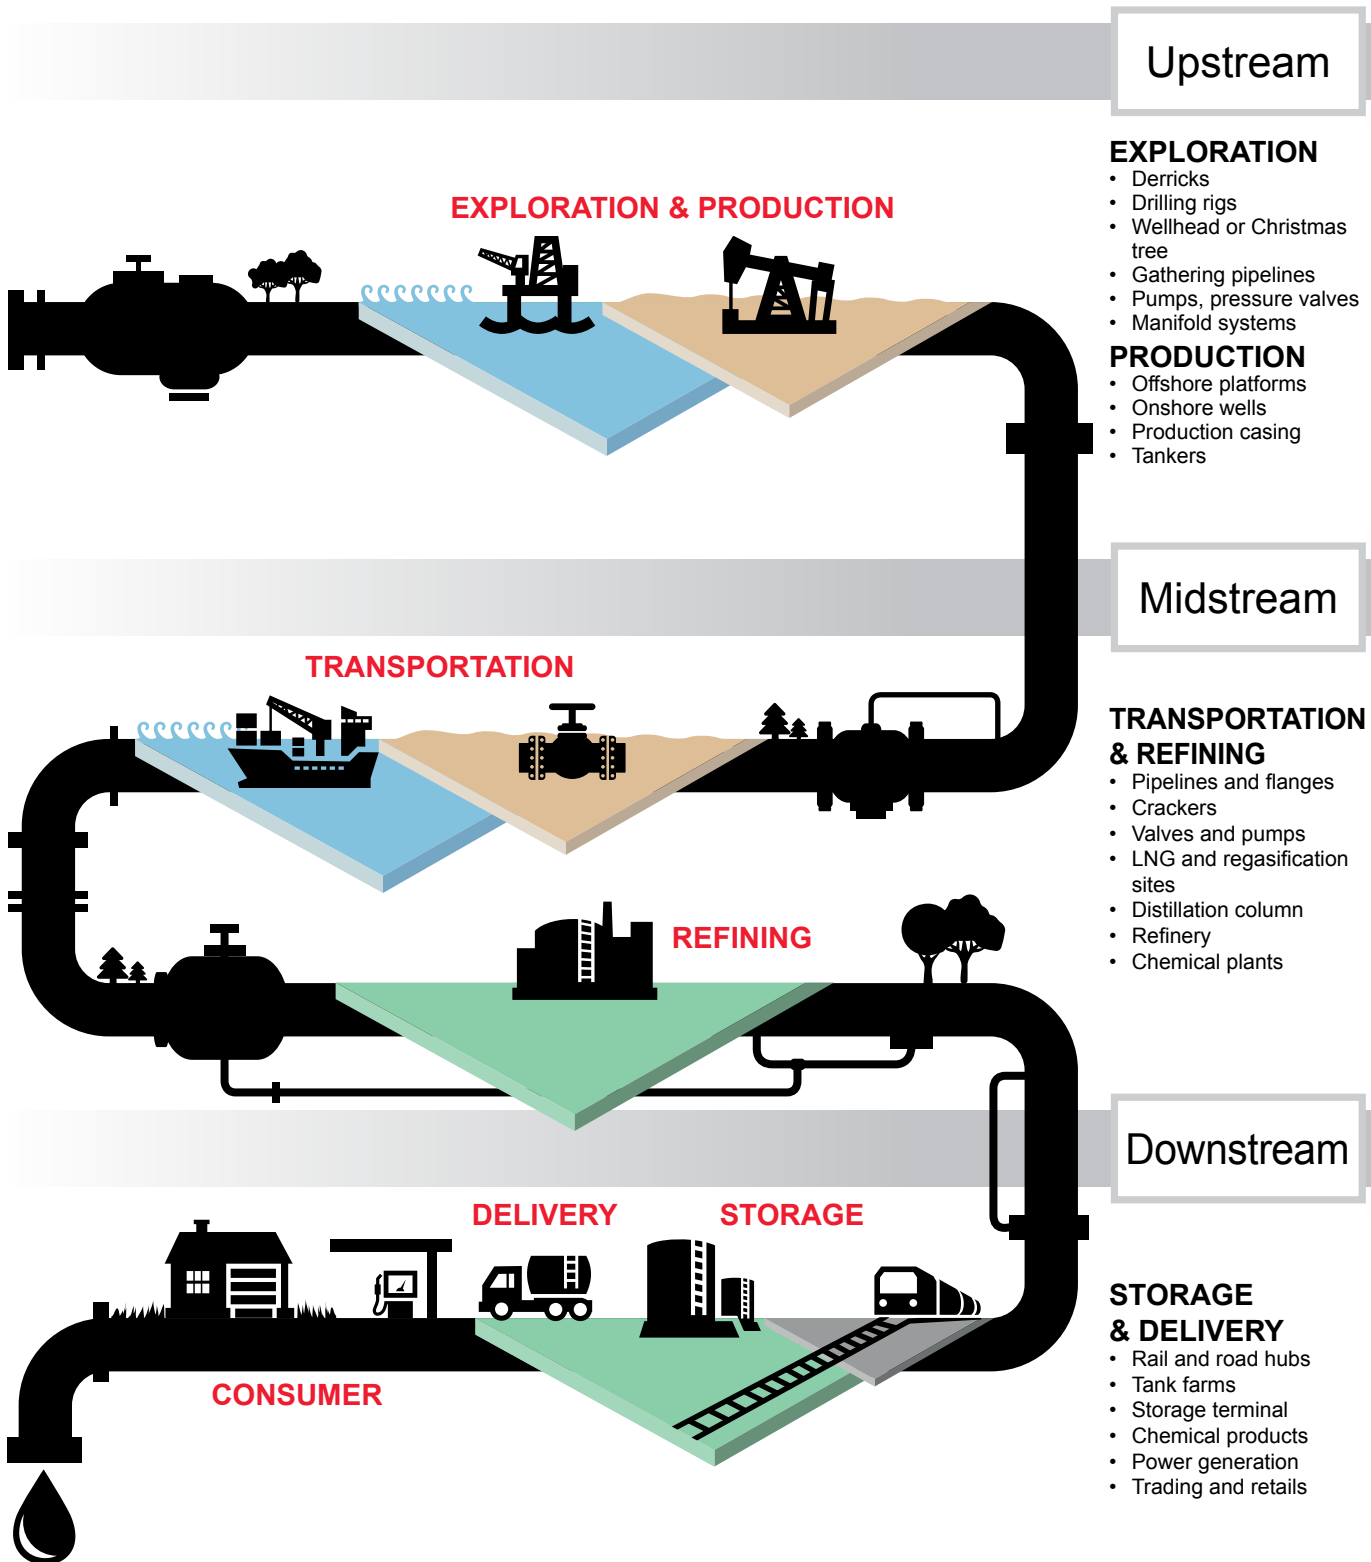 Upstream
EXPLORATION & PRODUCTION
EXPLORATION
• Derricks
• Drilling rigs
• Wellhead or Christmas
tree
• Gathering pipelines
• Pumps, pressure valves
• Manifold systems
PRODUCTION
• Offshore platforms
• Onshore wells
• Production casing
• Tankers
Midstream
TRANSPORTATION
REFINING
TRANSPORTATION
& REFINING
• Pipelines and flanges
• Crackers
• Valves and pumps
• LNG and regasification
sites
• Distillation column
• Refinery
• Chemical plants
Downstream
DELIVERY
STORAGE
CONSUMER
STORAGE
& DELIVERY
• Rail and road hubs
• Tank farms
• Storage terminal
• Chemical products
• Power generation
• Trading and retails